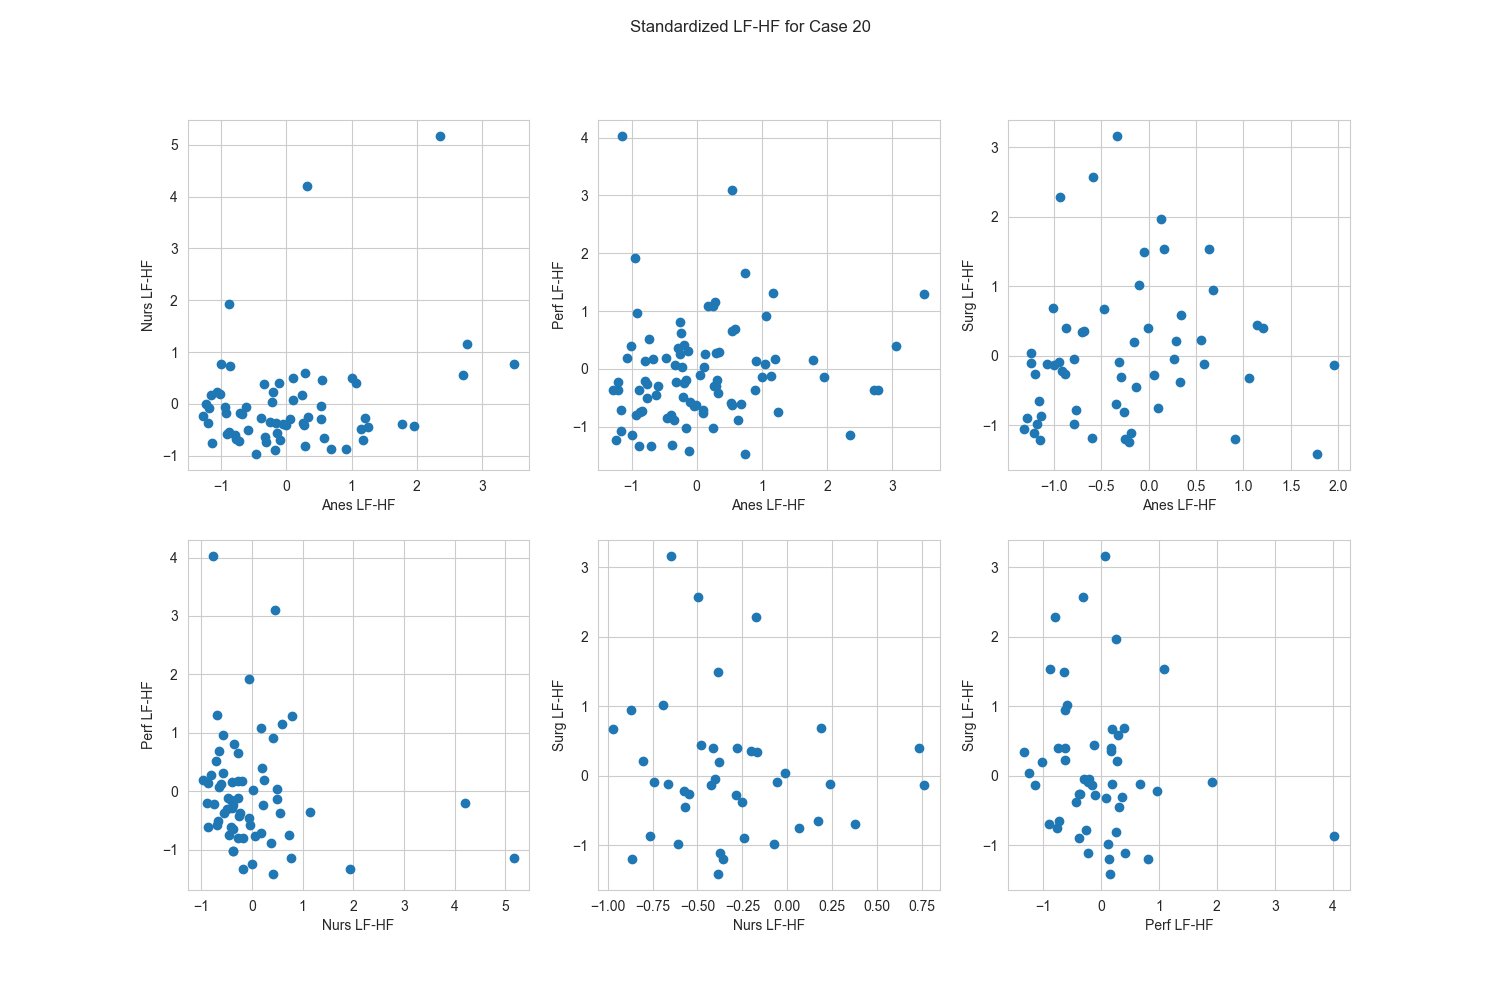 Standardized LF-HF for Case 20
5
4
3
2
1
0
−1
Nurs LF-HF
−1 0 1 2 3
Anes LF-HF
4
3
2
1
0
−1
Perf LF-HF
−1 0 1 2 3
Anes LF-HF
3
2
1
0
−1
Surg LF-HF
−1.0 −0.5 0.0 0.5 1.0 1.5 2.0
Anes LF-HF
4
3
2
1
0
−1
Perf LF-HF
−1 0 1 2 3 4 5
Nurs LF-HF
3
2
1
0
−1
Surg LF-HF
−1.00 −0.75 −0.50 −0.25 0.00 0.25 0.50 0.75
Nurs LF-HF
3
2
1
0
−1
Surg LF-HF
−1 0 1 2 3 4
Perf LF-HF